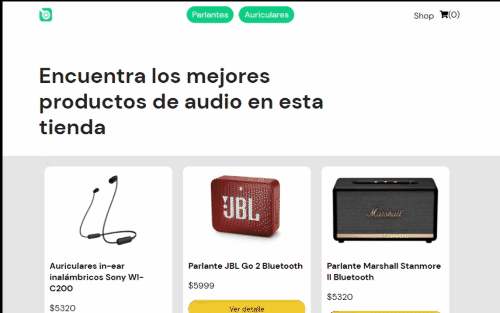 Parlantes Auriculares Shop (0)
Encuentra los mejores
productos de audio en esta
tienda
JBL
Marshall
Auriculares in-ear
inalámbricos Sony WI-
C200
$5320
Parlante JBL Go 2 Bluetooth
$5999
Ver detalle
Parlante Marshall Stanmore
II Bluetooth
$5320